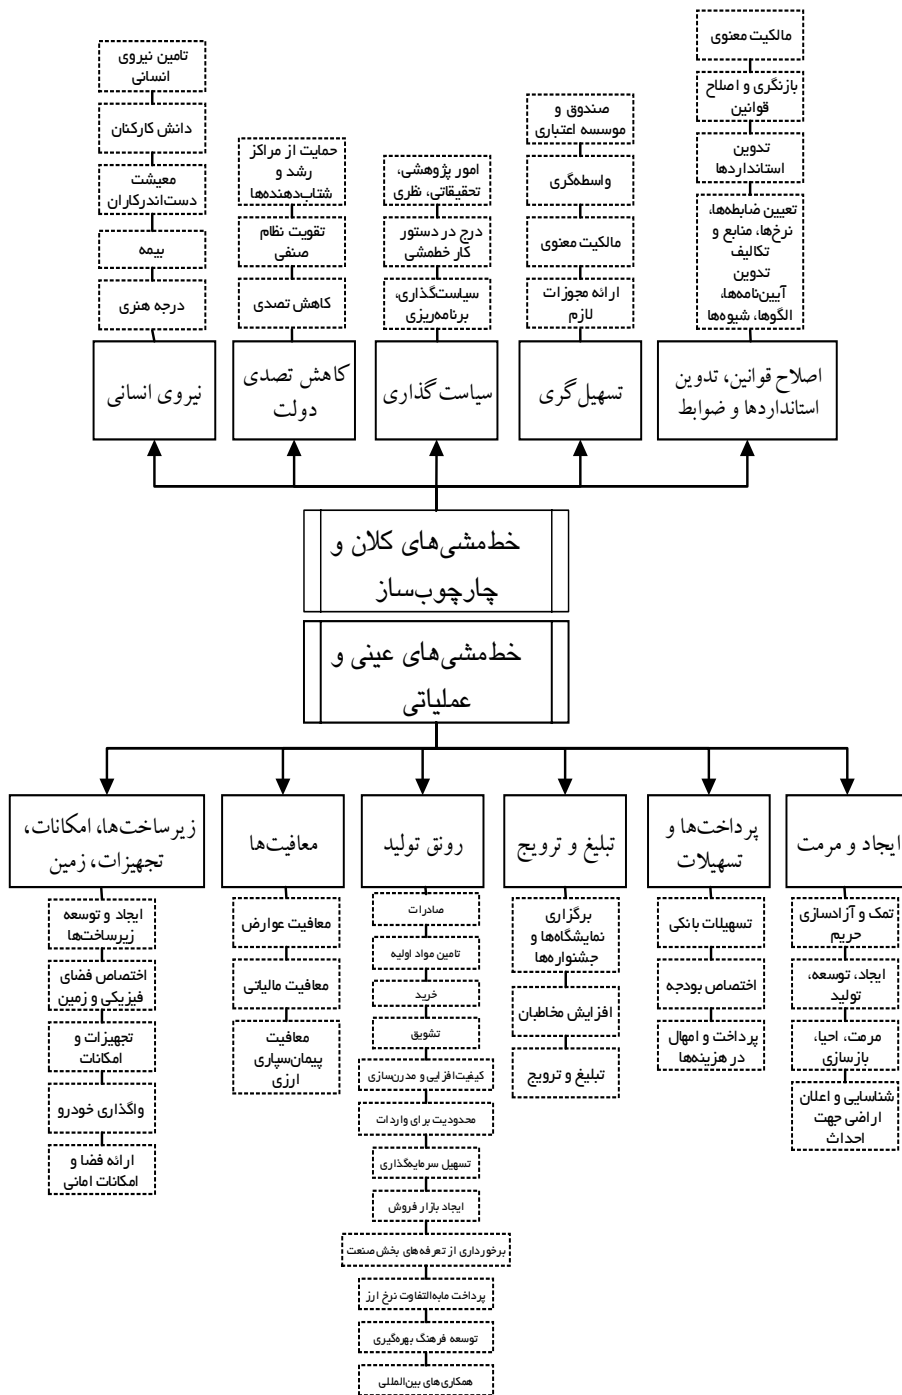 مالکیت معنوی
بازنگری و اصلاح
قوانین
تدوین
استانداردها
تعیین ضابطه‌ها،
نرخ‌ها، منابع و
تکالیف
تدوین
آیین‌نامه‌ها،
الگوها، شیوه‌ها
اصلاح قوانین، تدوین
استانداردها و ضوابط
صندوق و
موسسه اعتباری
واسطه‌گری
مالکیت معنوی
ارائه مجوزات
لازم
تسهیل گری
امور پژوهشی،
تحقیقاتی، نظری
درج در دستور
کار خطمشی
سیاست‌گذاری،
برنامه‌ریزی
سیاست گذاری
حمایت از مراکز
رشد و
شتاب‌دهنده‌ها
تقویت نظام
صنفی
کاهش تصدی
کاهش تصدی
دولت
تامین نیروی
انسانی
دانش کارکنان
معیشت
دست‌اندرکاران
بیمه
درجه هنری
نیروی انسانی
خط‌مشی‌های کلان و
چارچوب‌ساز
خط‌مشی‌های عینی و
عملیاتی
ایجاد و مرمت
تمک و آزادسازی
حریم
ایجاد، توسعه،
تولید
مرمت، احیا،
بازسازی
شناسایی و اعلان
اراضی جهت
احداث
پرداخت‌ها و
تسهیلات
تسهیلات بانکی
اختصاص بودجه
پرداخت و امهال
در هزینه‌ها
تبلیغ و ترویج
برگزاری
نمایشگاه‌ها و
جشنواره‌ها
افزایش مخاطبان
تبلیغ و ترویج
رونق تولید
صادرات
تامین مواد اولیه
خرید
تشویق
کیفیت‌افزایی و مدرن‌سازی
محدودیت برای واردات
تسهیل سرمایه‌گذاری
ایجاد بازار فروش
برخورداری از تعرفه‌های بخش صنعت
پرداخت مابه‌التفاوت نرخ ارز
توسعه فرهنگ بهره‌گیری
همکاری‌های بین‌المللی
معافیت‌ها
معافیت عوارض
معافیت مالیاتی
معافیت
پیمان‌سپاری
ارزی
زیرساخت‌ها، امکانات،
تجهیزات، زمین
ایجاد و توسعه
زیرساخت‌ها
اختصاص فضای
فیزیکی و زمین
تجهیزات و
امکانات
واگذاری خودرو
ارائه فضا و
امکانات امانی